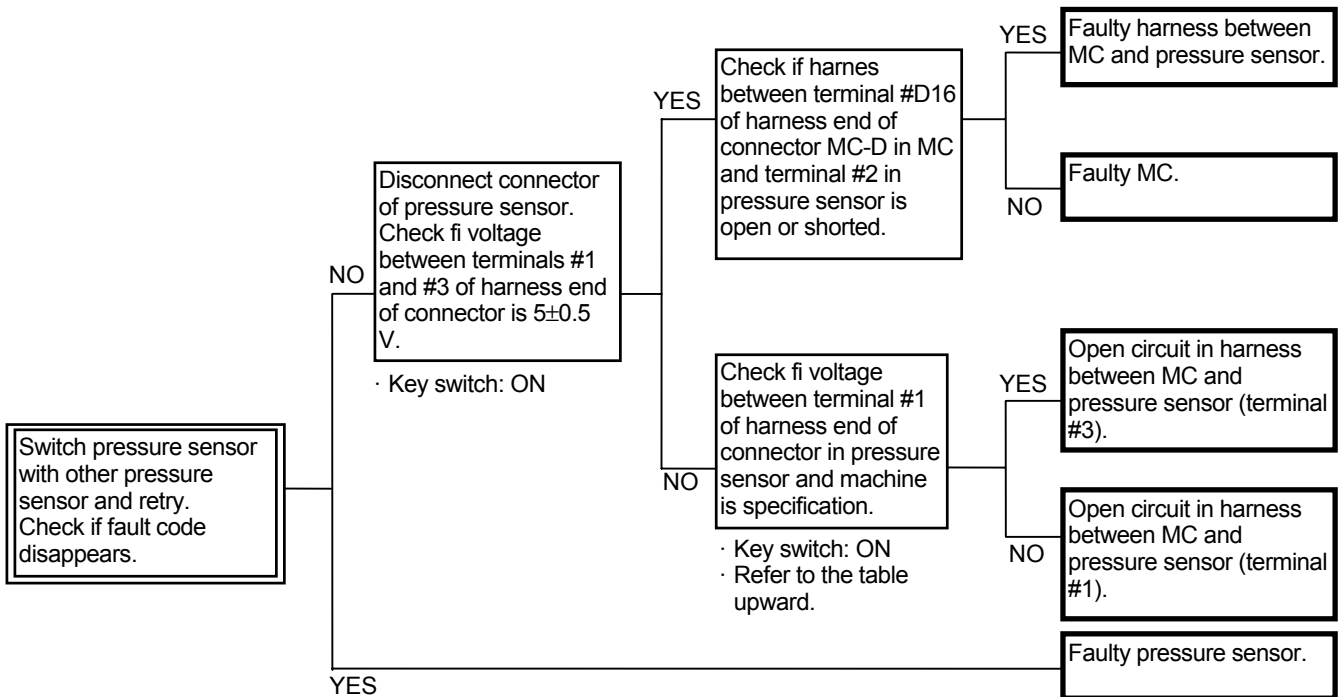 Switch pressure sensor
with other pressure
sensor and retry.
Check if fault code
disappears.
NO
Disconnect connector
of pressure sensor.
Check fi voltage
between terminals #1
and #3 of harness end
of connector is 5±0.5
V.
· Key switch: ON
YES
Check if harnes
between terminal #D16
of harness end of
connector MC-D in MC
and terminal #2 in
pressure sensor is
open or shorted.
YES
Faulty harness between
MC and pressure sensor.
NO
Faulty MC.
NO
Check fi voltage
between terminal #1
of harness end of
connector in pressure
sensor and machine
is specification.
· Key switch: ON
· Refer to the table
upward.
YES
Open circuit in harness
between MC and
pressure sensor (terminal
#3).
NO
Open circuit in harness
between MC and
pressure sensor (terminal
#1).
YES
Faulty pressure sensor.